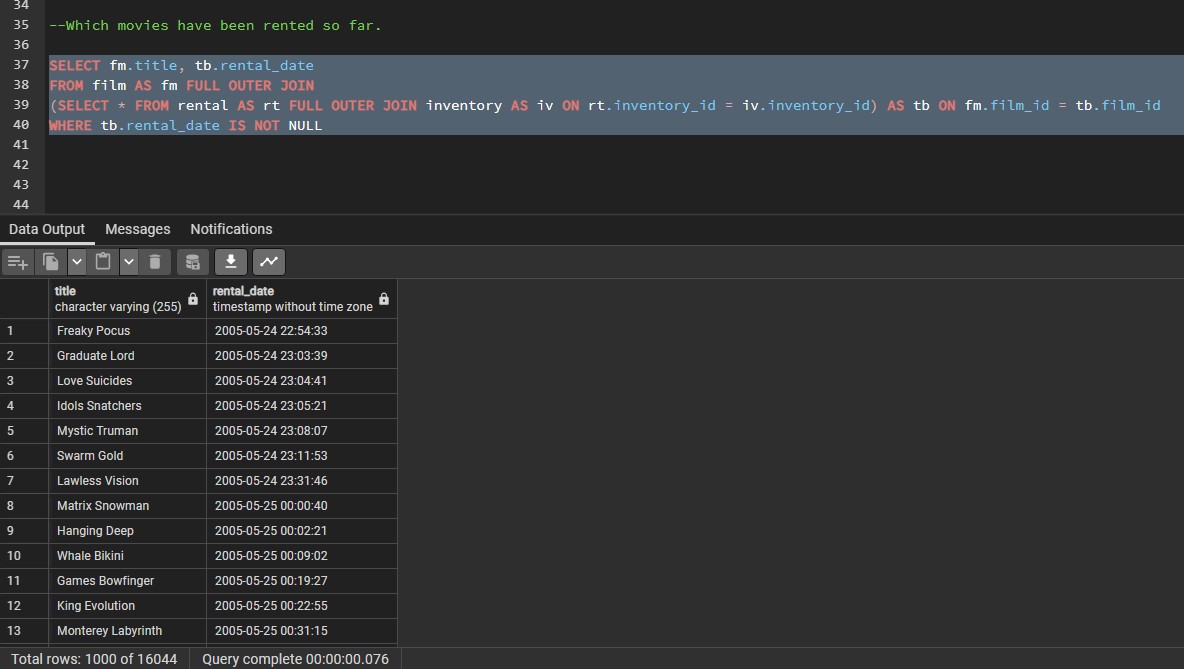 34
35 --Which movies have been rented so far.
36
37 SELECT fm.title, tb.rental_date
38 FROM film AS fm FULL OUTER JOIN
39 (SELECT * FROM rental AS rt FULL OUTER JOIN inventory AS iv ON rt.inventory_id = iv.inventory_id) AS tb ON fm.film_id = tb.film_id
40 WHERE tb.rental_date IS NOT NULL
41
42
43
44
Data Output Messages Notifications
title rental_date
character varying (255) timestamp without time zone
1 Freaky Pocus 2005-05-24 22:54:33
2 Graduate Lord 2005-05-24 23:03:39
3 Love Suicides 2005-05-24 23:04:41
4 Idols Snatchers 2005-05-24 23:05:21
5 Mystic Truman 2005-05-24 23:08:07
6 Swarm Gold 2005-05-24 23:11:53
7 Lawless Vision 2005-05-24 23:31:46
8 Matrix Snowman 2005-05-25 00:00:40
9 Hanging Deep 2005-05-25 00:02:21
10 Whale Bikini 2005-05-25 00:09:02
11 Games Bowfinger 2005-05-25 00:19:27
12 King Evolution 2005-05-25 00:22:55
13 Monterey Labyrinth 2005-05-25 00:31:15
Total rows: 1000 of 16044 Query complete 00:00:00.076